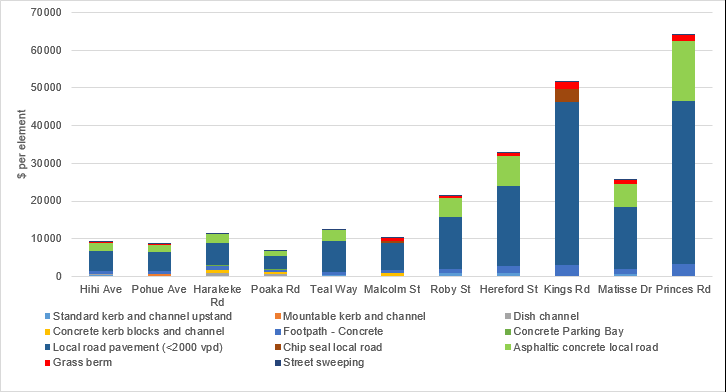 70000
60000
50000
40000
30000
20000
10000
0
$ per element
Hihi Ave Pohue Ave Harakeke Rd Poaka Rd Teal Way Malcolm St Roby St Hereford St Kings Rd Matisse Dr Princes Rd
Standard kerb and channel upstand Mountable kerb and channel Dish channel
Concrete kerb blocks and channel Footpath - Concrete Concrete Parking Bay
Local road pavement (<2000 vpd) Chip seal local road Asphaltic concrete local road
Grass berm Street sweeping